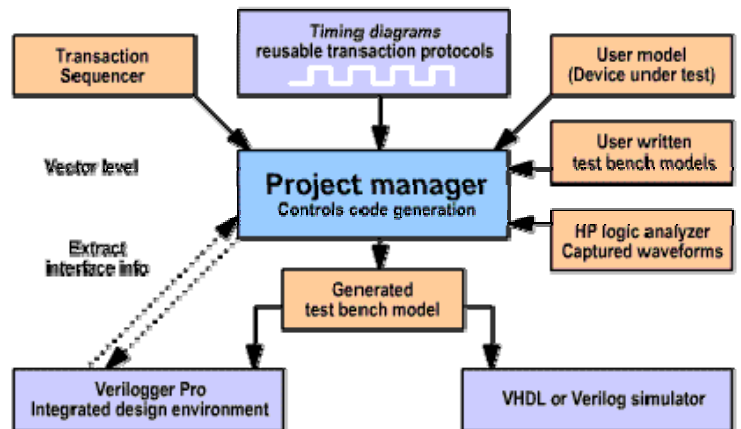 Transaction
Sequencer
Timing diagrams
reusable transaction protocols
User model
(Device under test)
Vector level
Project manager
Controls code generation
User written
test bench models
Extract
interface info
HP logic analyzer
Captured waveforms
Generated
test bench model
Verilogger Pro
Integrated design environment
VHDL or Verilog simulator